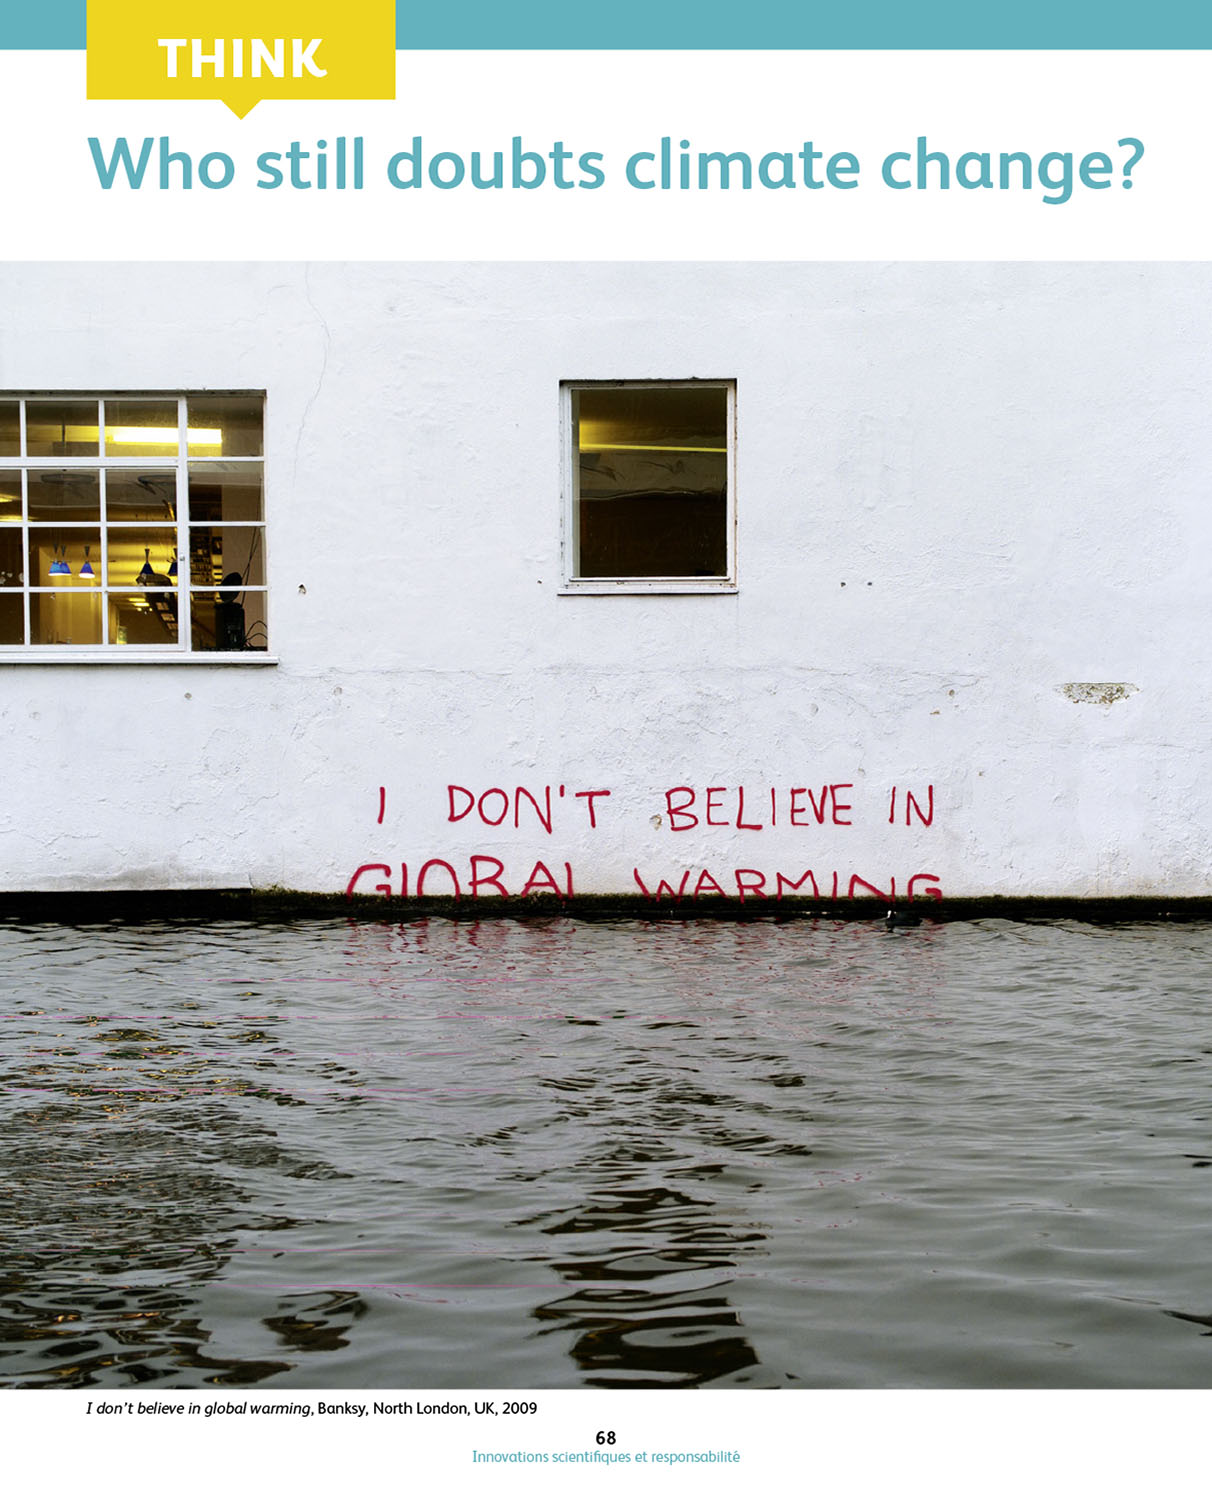 THINK
Who still doubts climate change?
I DON'T BELIEVE IN
GLOBAL WARMING
I don't believe in global warming, Banksy, North London, UK, 2009
68
Innovations scientifiques et responsabilité